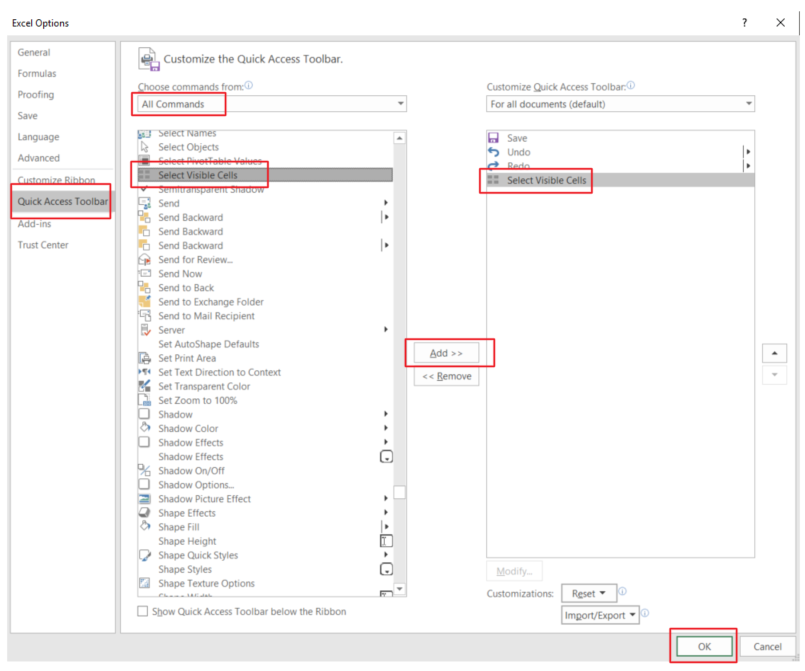 Excel Options
?
General
Formulas
Proofing
Save
Language
Advanced
Customize Ribbon
Quick Access Toolbar
Add-ins
Trust Center
Customize the Quick Access Toolbar.
Choose commands from:
All Commands
Select Names
Select Objects
Select PivotTable Values
Select Visible Cells
Semitransparent Shadow
Send
Send Backward
Send Backward
Send Backward
Send for Review...
Send Now
Send to Back
Send to Exchange Folder
Send to Mail Recipient
Server
Set AutoShape Defaults
Set Print Area
Set Text Direction to Context
Set Transparent Color
Set Zoom to 100%
Shadow
Shadow Color
Shadow Effects
Shadow Effects
Shadow On/Off
Shadow Options...
Shadow Picture Effect
Shape Effects
Shape Fill
Shape Height
Shape Quick Styles
Shape Styles
Shape Texture Options
Shape Width
Show Quick Access Toolbar below the Ribbon
Add >>
<< Remove
Customize Quick Access Toolbar:
For all documents (default)
Save
Undo
Redo
Select Visible Cells
Modify...
Customizations: Reset
Import/Export
OK Cancel